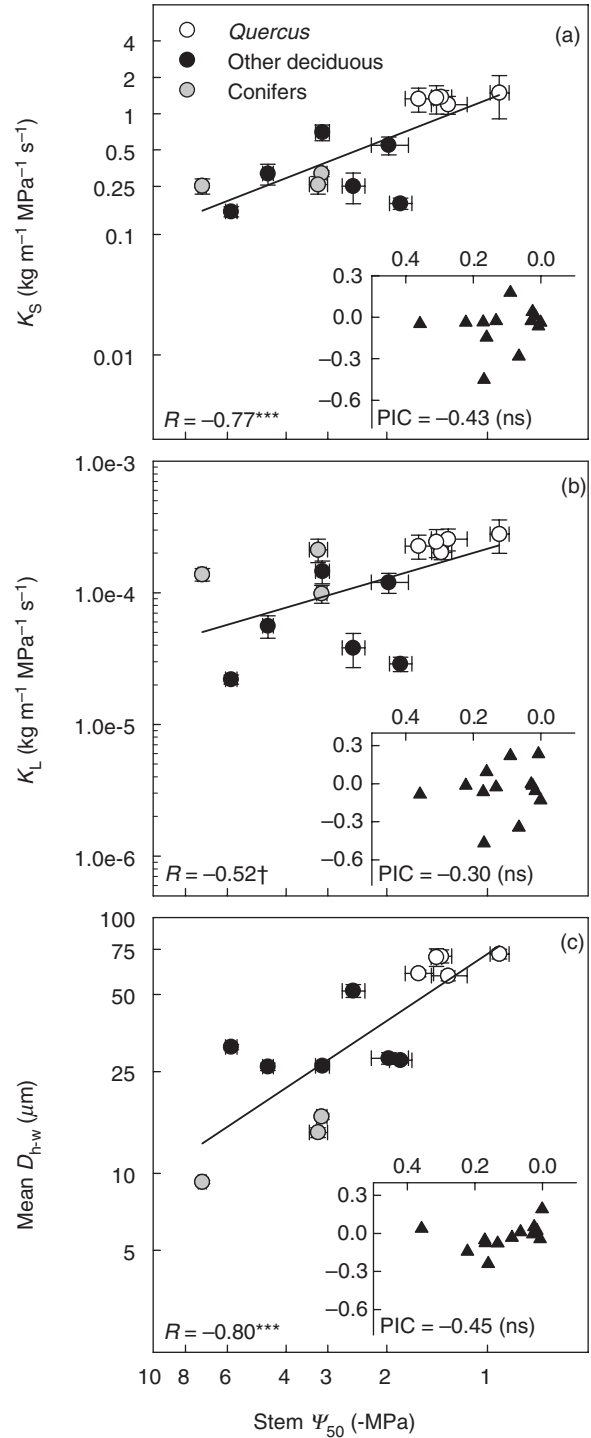 (a)
Quercus
Other deciduous
Conifers
4
2
1
0.5
0.25
0.1
0.01
K_S (kg m⁻¹ MPa⁻¹ s⁻¹)
0.4 0.2 0.0
0.3
0.0
−0.3
−0.6
R = −0.77***
PIC = −0.43 (ns)
(b)
1.0e-3
1.0e-4
1.0e-5
1.0e-6
K_L (kg m⁻¹ MPa⁻¹ s⁻¹)
0.4 0.2 0.0
0.3
0.0
−0.3
−0.6
R = −0.52†
PIC = −0.30 (ns)
(c)
100
75
50
25
10
5
Mean D_h-w (µm)
0.4 0.2 0.0
0.3
0.0
−0.3
−0.6
R = −0.80***
PIC = −0.45 (ns)
10 8 6 4 3 2 1
Stem Ψ₅₀ (-MPa)